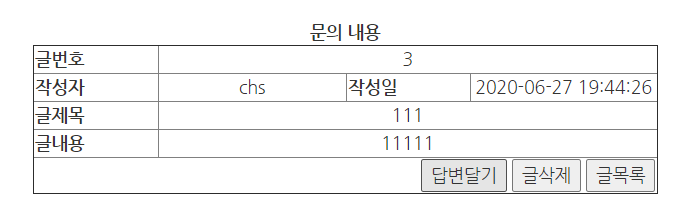 문의 내용
글번호 3
작성자 chs 작성일 2020-06-27 19:44:26
글제목 111
글내용 11111
답변달기 글삭제 글목록